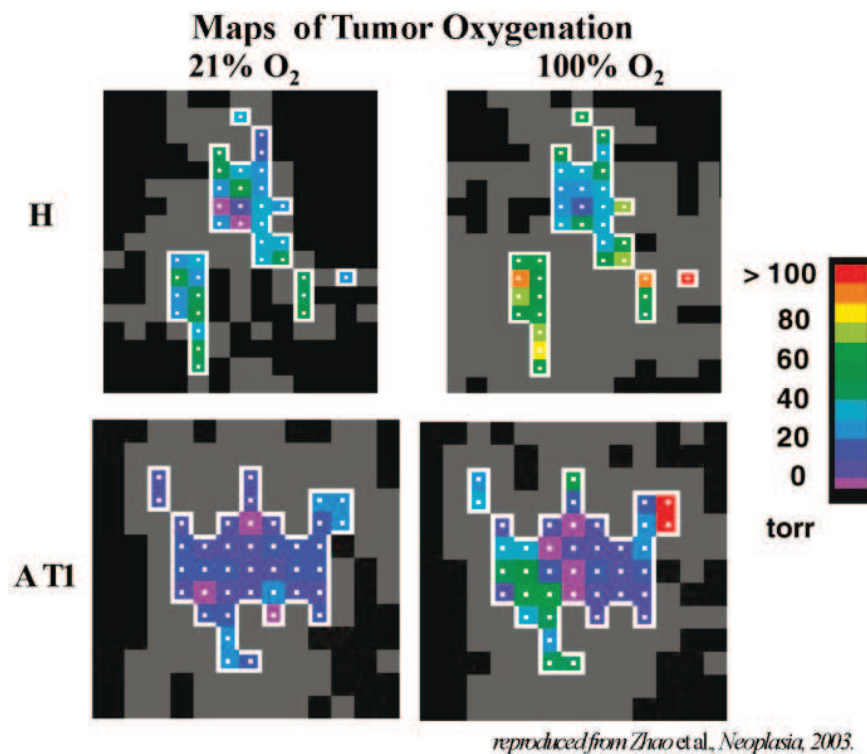 Maps of Tumor Oxygenation
21% O₂ 100% O₂
H
> 100
80
60
40
20
0
torr
A T1
reproduced from Zhao et al., Neoplasia, 2003.